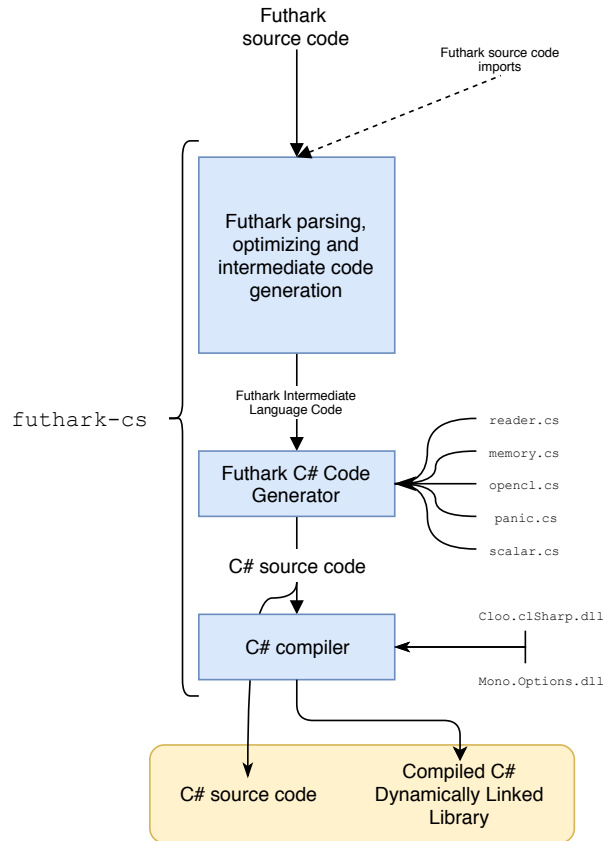 Futhark
source code
Futhark source code
imports
Futhark parsing,
optimizing and
intermediate code
generation
futhark-cs
Futhark Intermediate
Language Code
reader.cs
memory.cs
opencl.cs
panic.cs
scalar.cs
Futhark C# Code
Generator
C# source code
C# compiler
Cloo.clSharp.dll
Mono.Options.dll
C# source code
Compiled C#
Dynamically Linked
Library